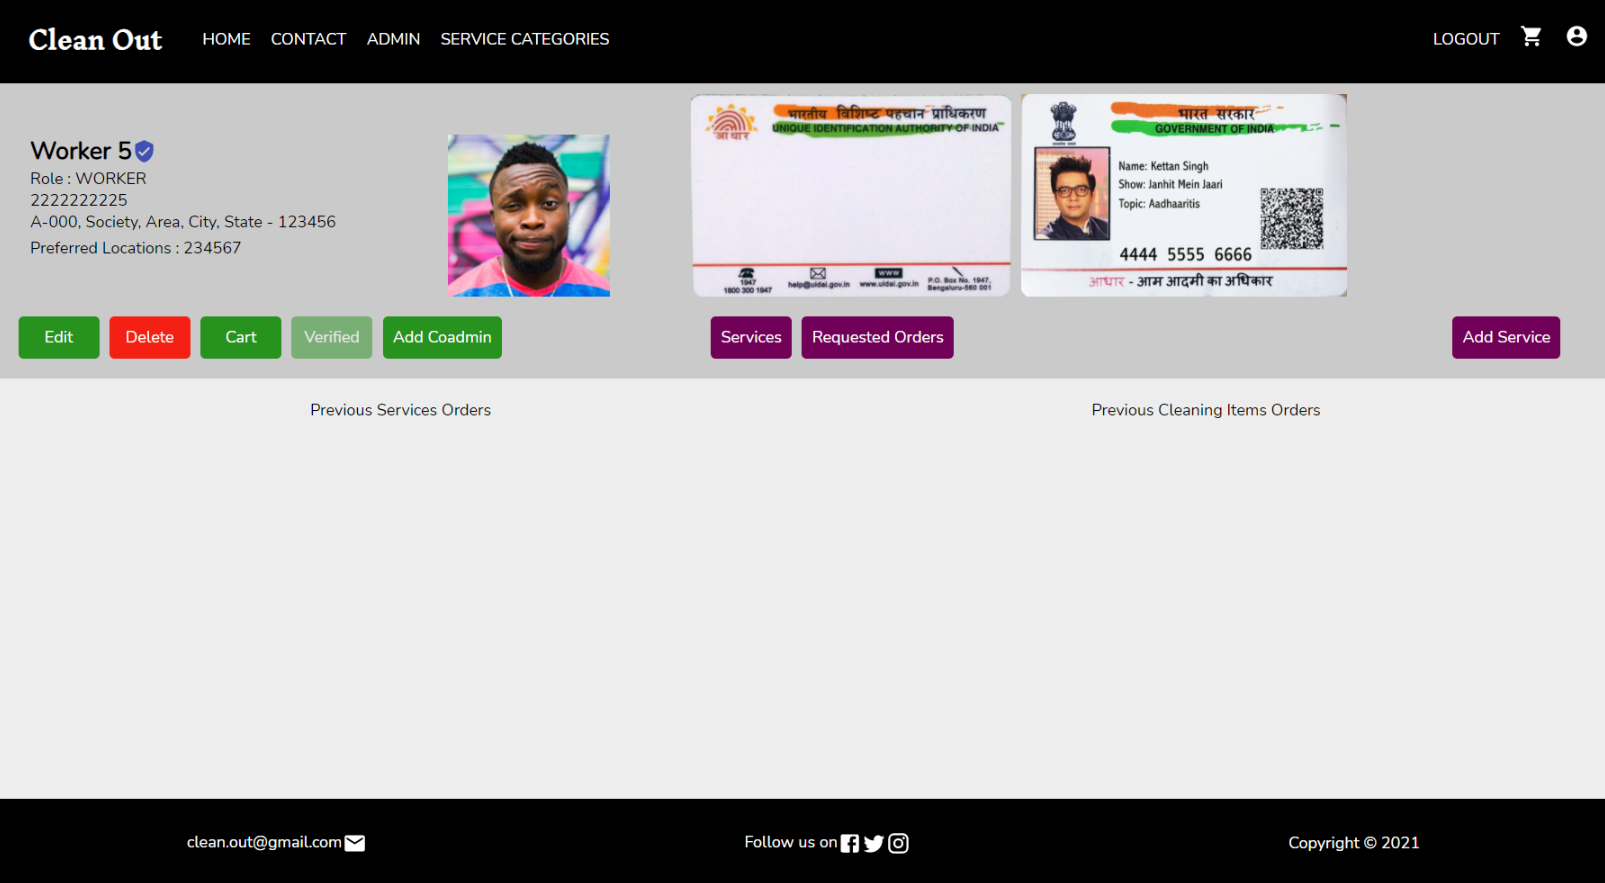 Clean Out HOME CONTACT ADMIN SERVICE CATEGORIES LOGOUT
Worker 5
Role : WORKER
2222222225
A-000, Society, Area, City, State - 123456
Preferred Locations : 234567
भारतीय विशिष्ट पहचान प्राधिकरण
UNIQUE IDENTIFICATION AUTHORITY OF INDIA
आधार
1947
1800 300 1947
help@uidai.gov.in
WWW
www.uidai.gov.in
P.O. Box No. 1947,
Bengaluru-560 001
भारत सरकार
GOVERNMENT OF INDIA
Name: Kettan Singh
Show: Janhit Mein Jaari
Topic: Aadhaaritis
4444 5555 6666
आधार - आम आदमी का अधिकार
Edit Delete Cart Verified Add Coadmin Services Requested Orders Add Service
Previous Services Orders
Previous Cleaning Items Orders
clean.out@gmail.com
Follow us on
Copyright © 2021